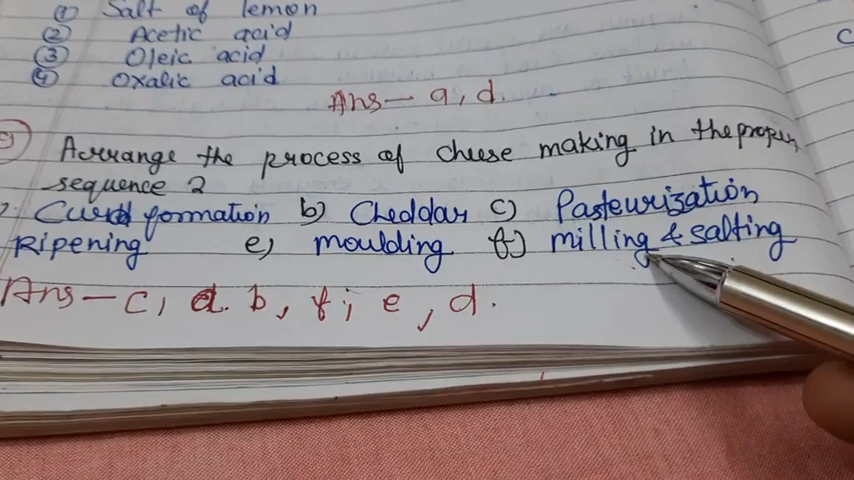 ① Salt of lemon
② Acetic acid
③ Oleic acid
④ Oxalic acid
Ans - a, d.
Arrange the process of cheese making in the proper
sequence ?
Curd formation b) Cheddar c) Pasteurization
Ripening e) moulding f) milling & salting
Ans - c, a. b, f, e, d.